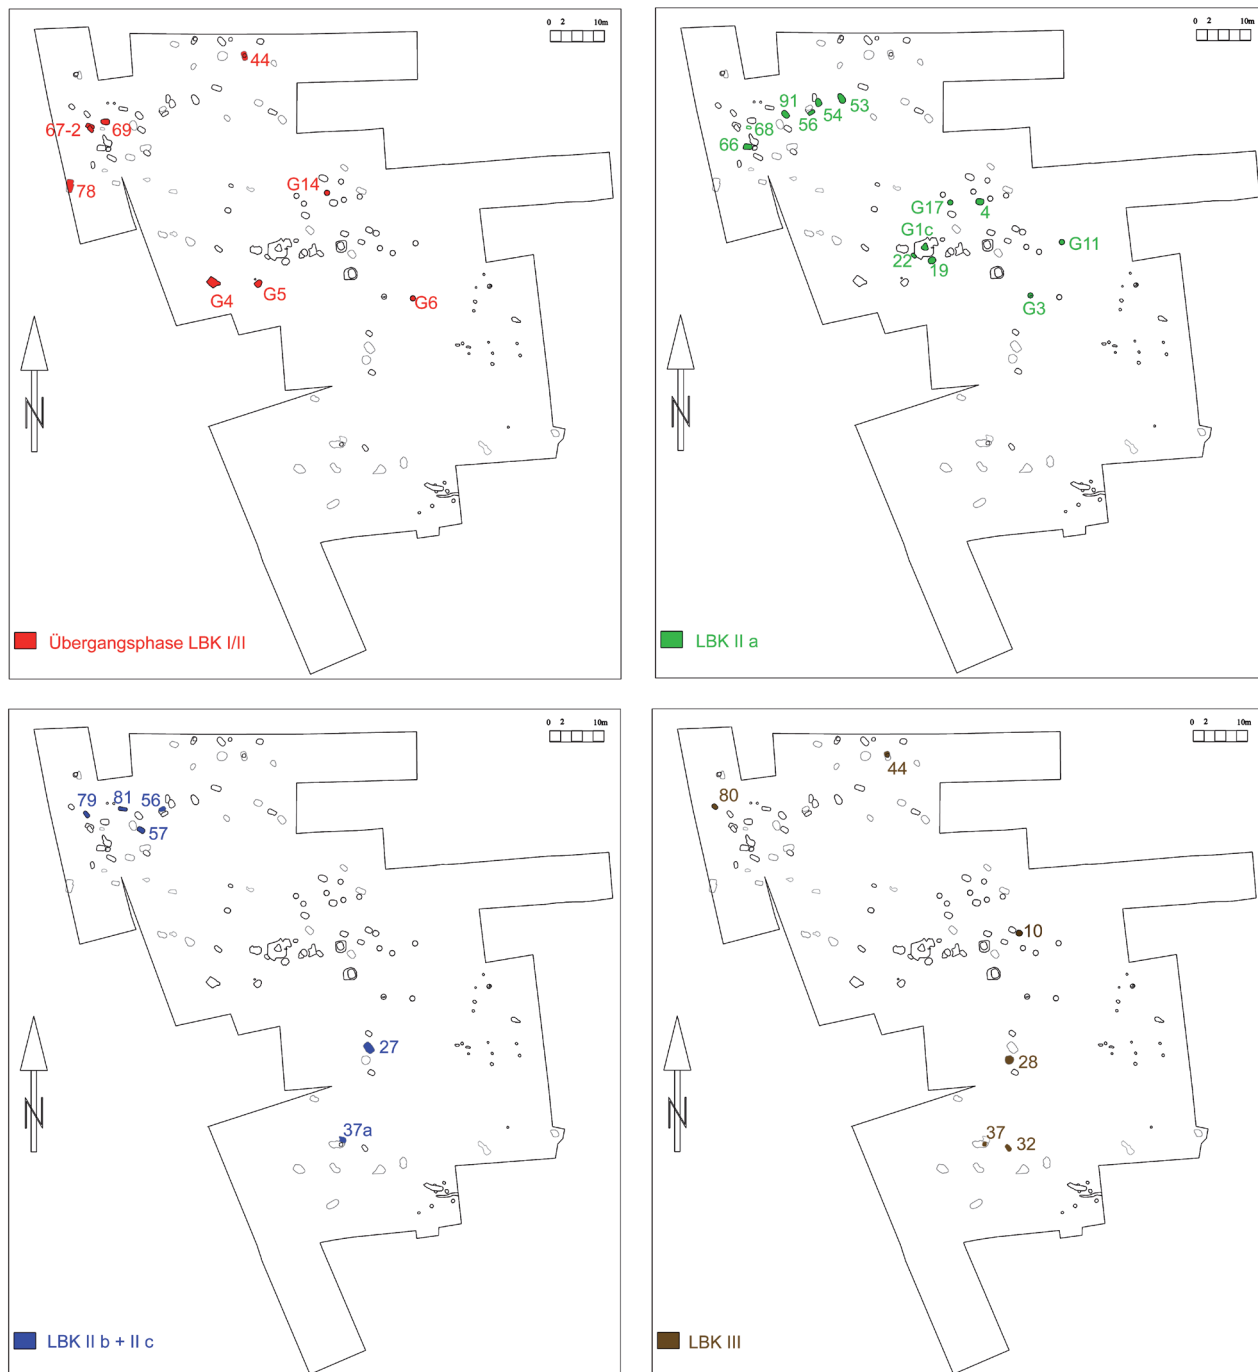 0 2 10m
44
67-2 69
78
G14
G4 G5 G6
N
Übergangsphase LBK I/II
0 2 10m
91 56 54 53
68
66
G17 4
G1c
G11
22 19
G3
N
LBK II a
0 2 10m
79 81 56
57
27
37a
N
LBK II b + II c
0 2 10m
44
80
10
28
37 32
N
LBK III